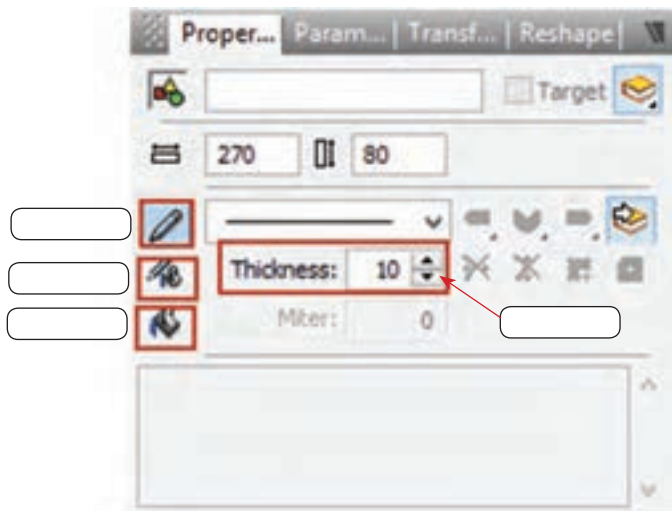 Proper... Param... Transf... Reshape
Target
270 80
Thickness: 10
Miter: 0